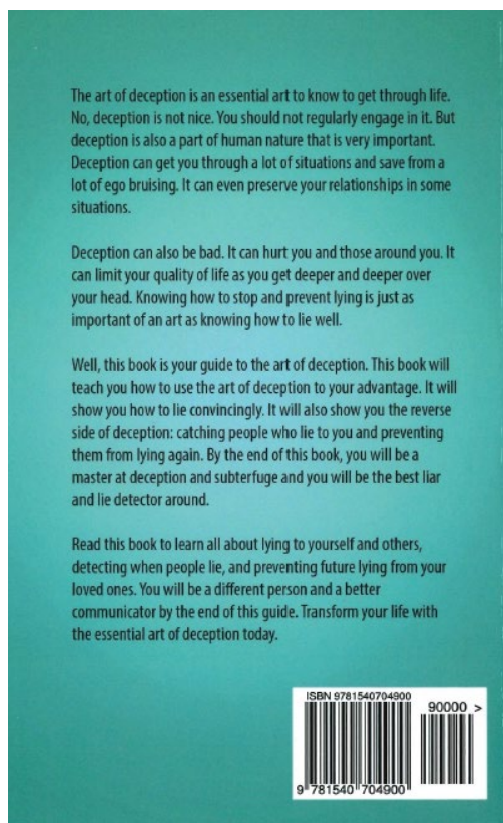 The art of deception is an essential art to know to get through life.
No, deception is not nice. You should not regularly engage in it. But
deception is also a part of human nature that is very important.
Deception can get you through a lot of situations and save from a
lot of ego bruising. It can even preserve your relationships in some
situations.
Deception can also be bad. It can hurt you and those around you. It
can limit your quality of life as you get deeper and deeper over
your head. Knowing how to stop and prevent lying is just as
important of an art as knowing how to lie well.
Well, this book is your guide to the art of deception. This book will
teach you how to use the art of deception to your advantage. It will
show you how to lie convincingly. It will also show you the reverse
side of deception: catching people who lie to you and preventing
them from lying again. By the end of this book, you will be a
master at deception and subterfuge and you will be the best liar
and lie detector around.
Read this book to learn all about lying to yourself and others,
detecting when people lie, and preventing future lying from your
loved ones. You will be a different person and a better
communicator by the end of this guide. Transform your life with
the essential art of deception today.
ISBN 9781540704900
90000 >
9 781540 704900